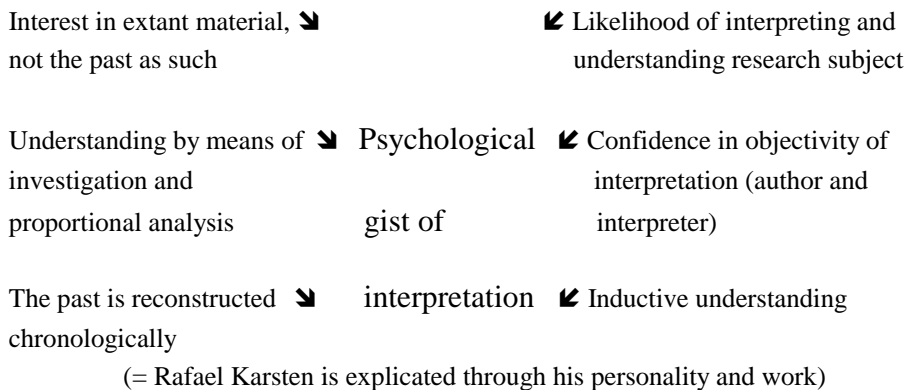 Interest in extant material, ➘ ➘ Likelihood of interpreting and
not the past as such understanding research subject
Understanding by means of ➘ Psychological ➘ Confidence in objectivity of
investigation and interpretation (author and
proportional analysis gist of interpreter)
The past is reconstructed ➘ interpretation ➘ Inductive understanding
chronologically
(= Rafael Karsten is explicated through his personality and work)